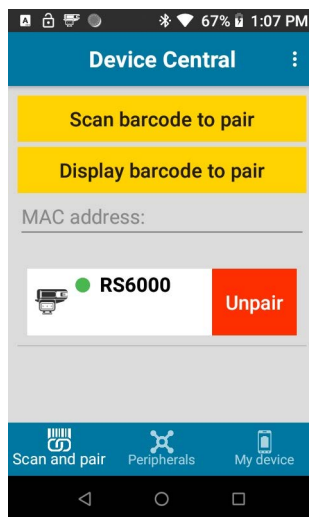 67% 1:07 PM
Device Central
Scan barcode to pair
Display barcode to pair
MAC address:
RS6000
Unpair
Scan and pair Peripherals My device